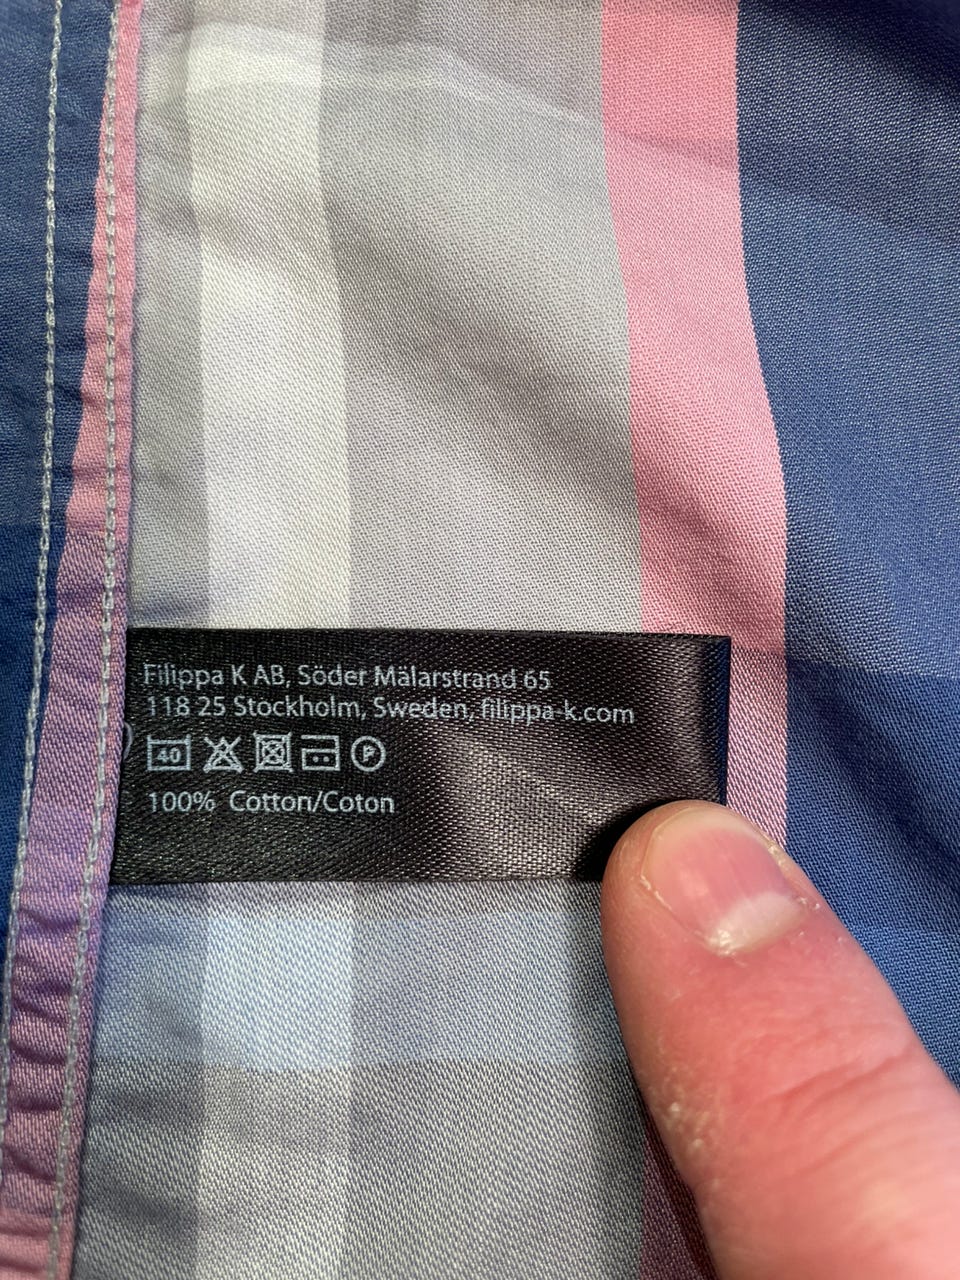 Filippa K AB, Söder Mälarstrand 65
118 25 Stockholm, Sweden, filippa-k.com
40 P
100% Cotton/Coton